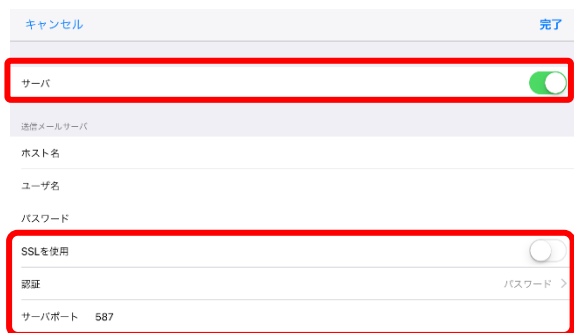 キャンセル 完了
サーバ
送信メールサーバ
ホスト名
ユーザ名
パスワード
SSLを使用
認証 パスワード
サーバポート 587